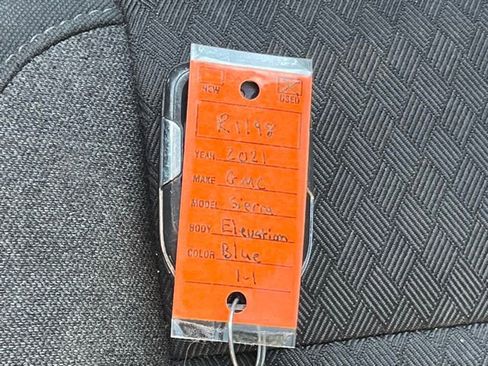 NEW USED
R1198
YEAR 2021
MAKE GMC
MODEL Sierra
BODY Elevation
COLOR Blue
1-1